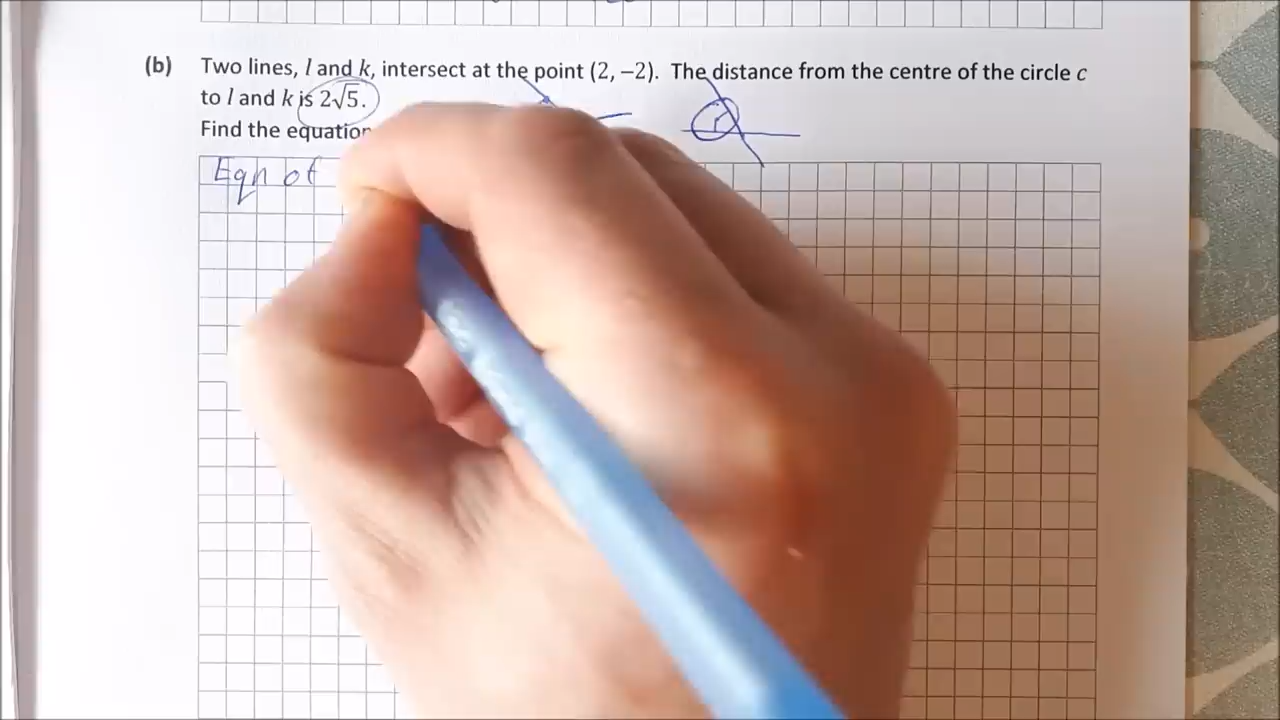 (b) Two lines, l and k, intersect at the point (2, −2). The distance from the centre of the circle c
to l and k is 2√5.
Find the equation
Eqn of
r